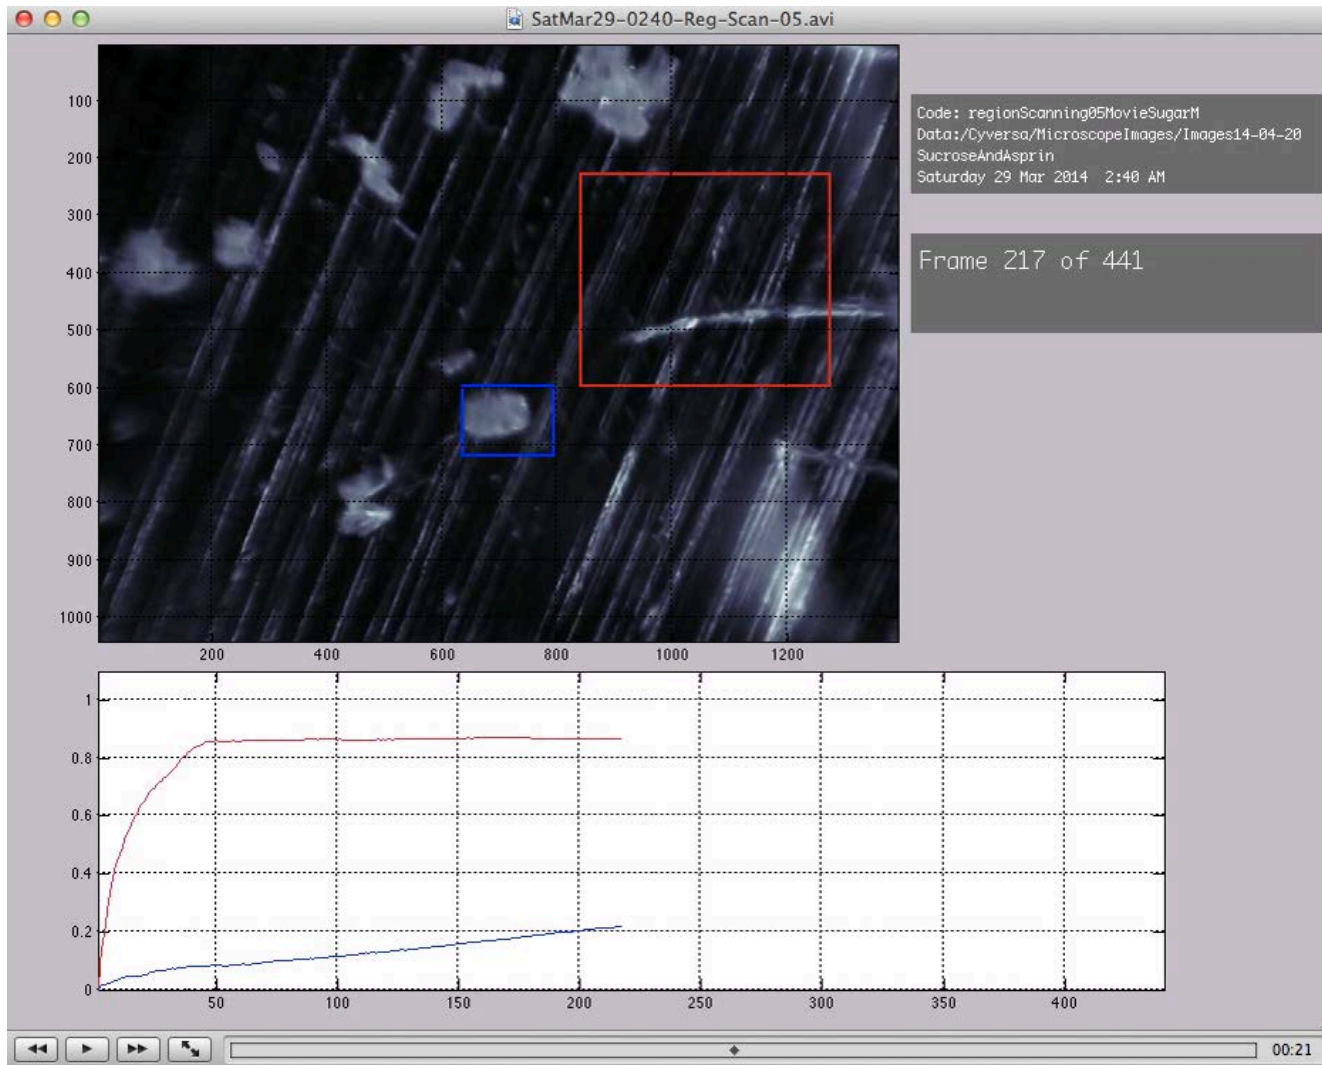 SatMar29-0240-Reg-Scan-05.avi
Code: regionScanning05MovieSugarM
Data:/Cyversa/MicroscopeImages/Images14-04-20
SucroseAndAsprin
Saturday 29 Mar 2014 2:40 AM
Frame 217 of 441
100
200
300
400
500
600
700
800
900
1000
200 400 600 800 1000 1200
1
0.8
0.6
0.4
0.2
0
50 100 150 200 250 300 350 400
00:21